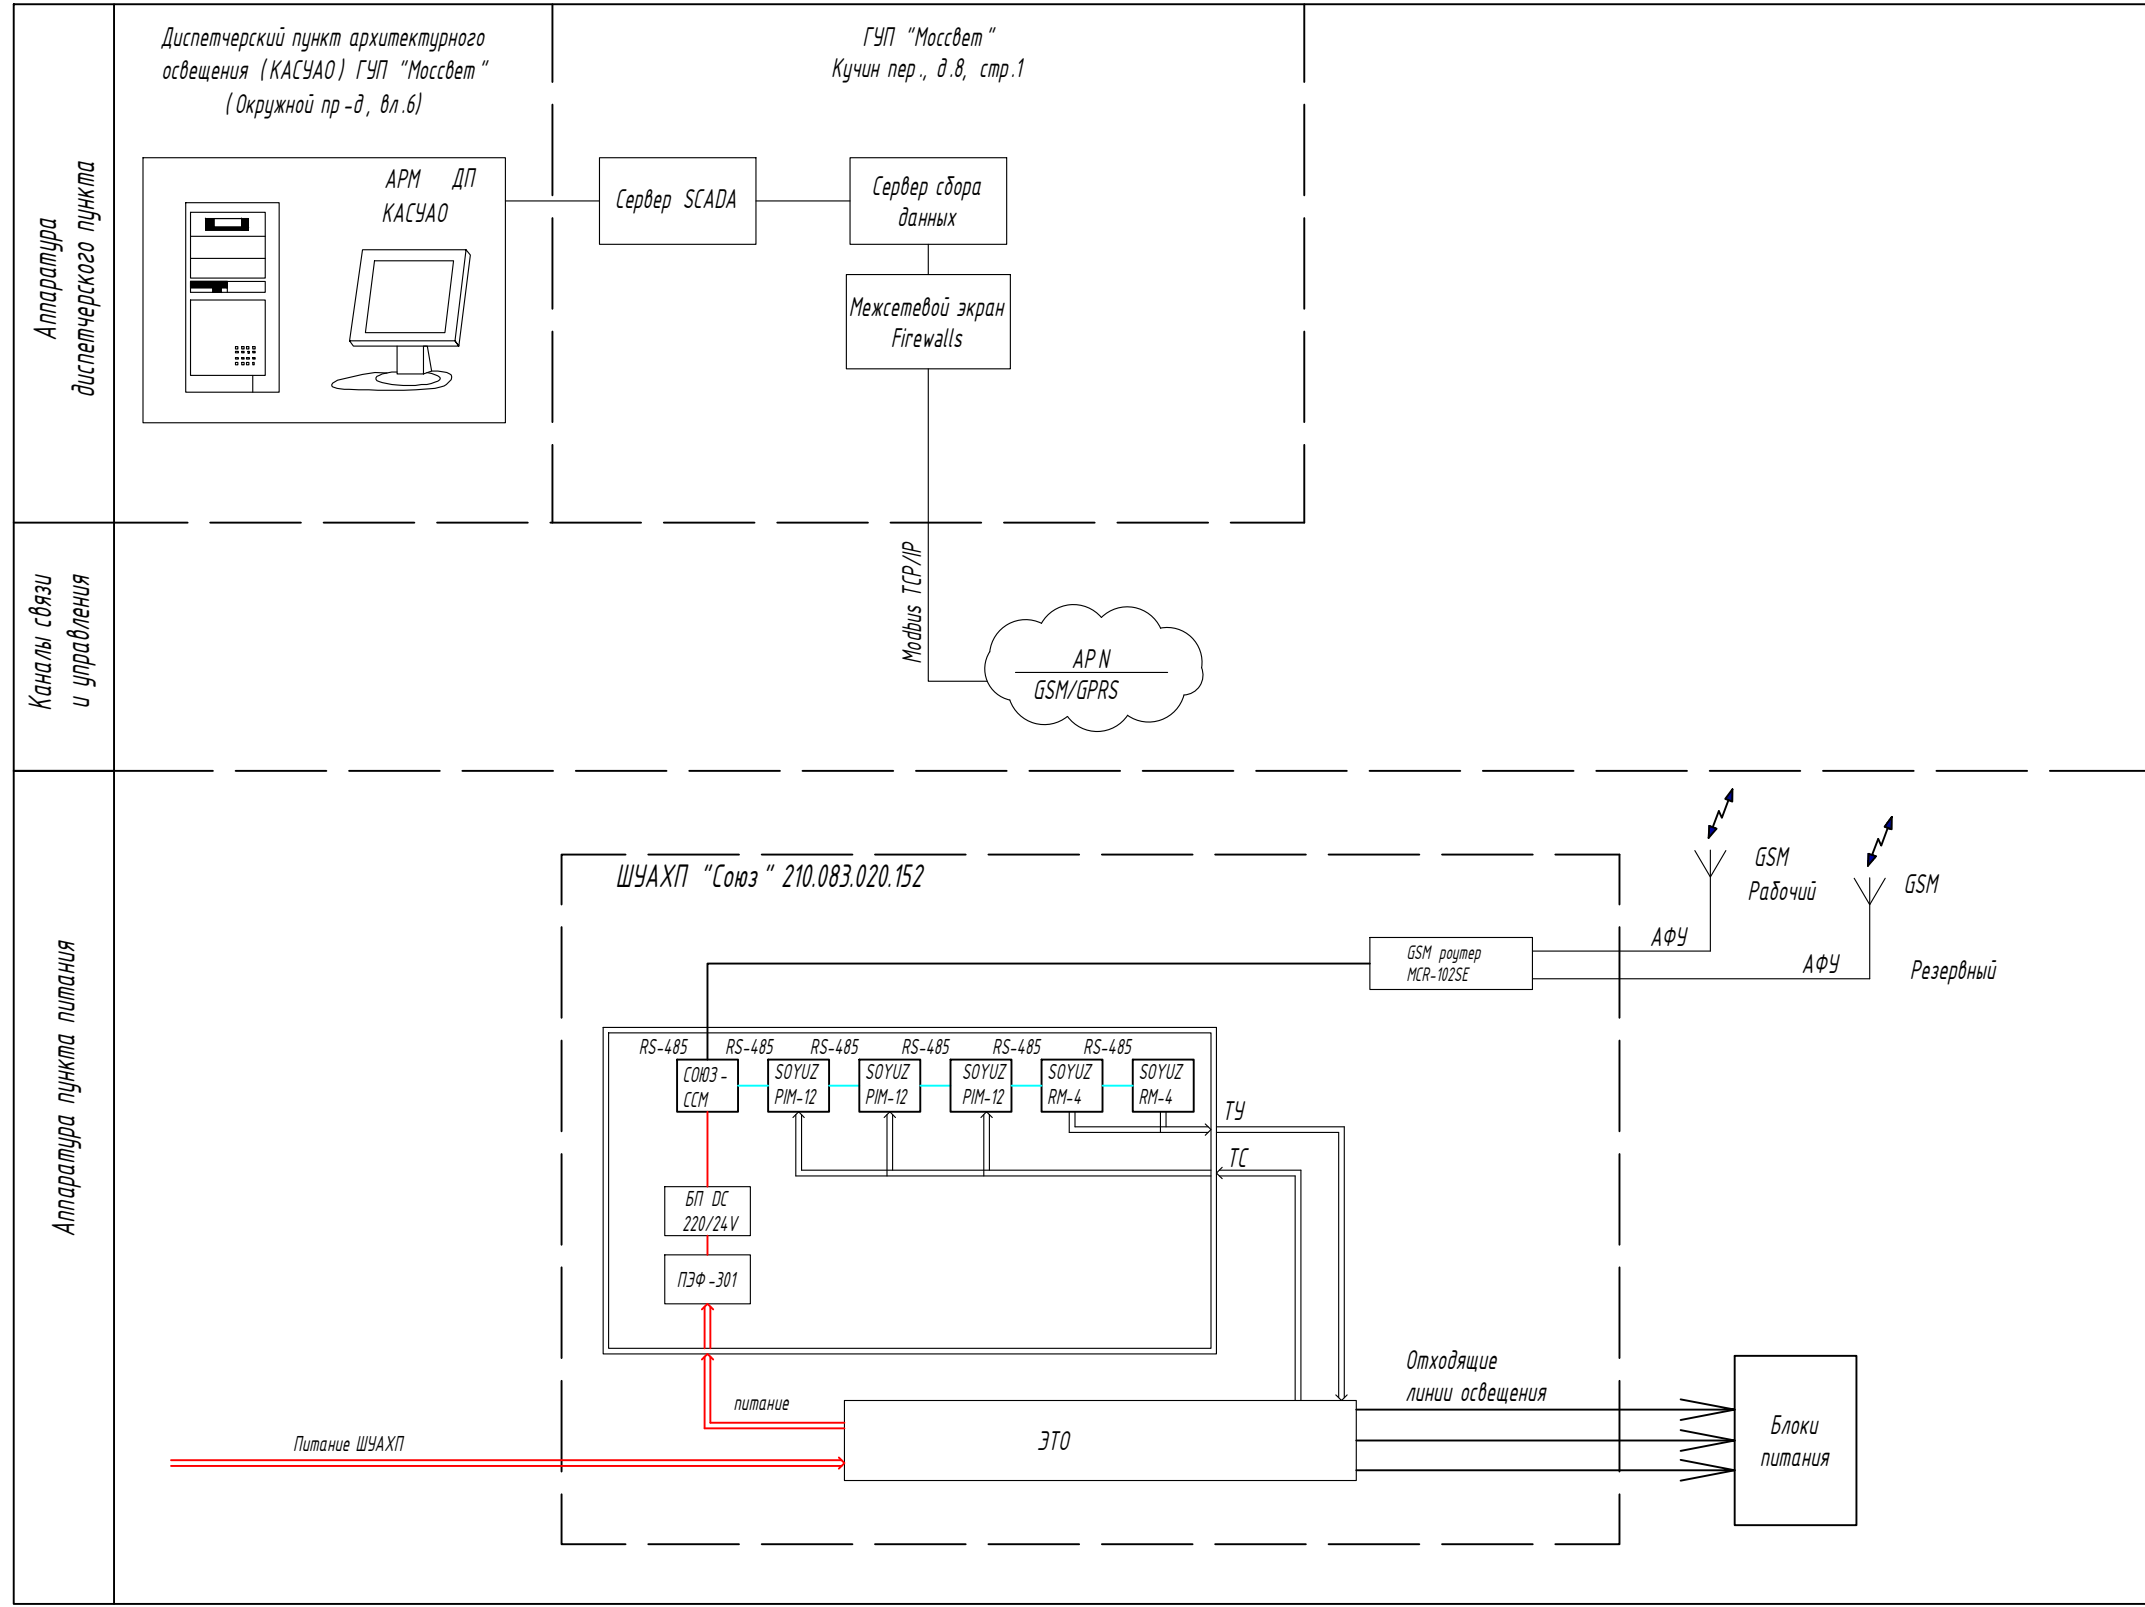 Аппаратура
диспетчерского пункта
Диспетчерский пункт архитектурного
освещения (КАСУАО) ГУП "Моссвет"
(Окружной пр-д, вл.6)
АРМ ДП
КАСУАО
ГУП "Моссвет"
Кучин пер., д.8, стр.1
Сервер SCADA
Сервер сбора
данных
Межсетевой экран
Firewalls
Каналы связи
и управления
Modbus TCP/IP
APN
GSM/GPRS
Аппаратура пункта питания
ШУАХП "Союз" 210.083.020.152
GSM
Рабочий
GSM
Резервный
АФУ
АФУ
GSM роутер
MCR-102SE
RS-485
RS-485
RS-485
RS-485
RS-485
RS-485
СОЮЗ-
ССМ
SOYUZ
PIM-12
SOYUZ
PIM-12
SOYUZ
PIM-12
SOYUZ
RM-4
SOYUZ
RM-4
ТУ
ТС
БП DC
220/24V
ПЭФ-301
питание
Питание ШУАХП
ЭТО
Отходящие
линии освещения
Блоки
питания